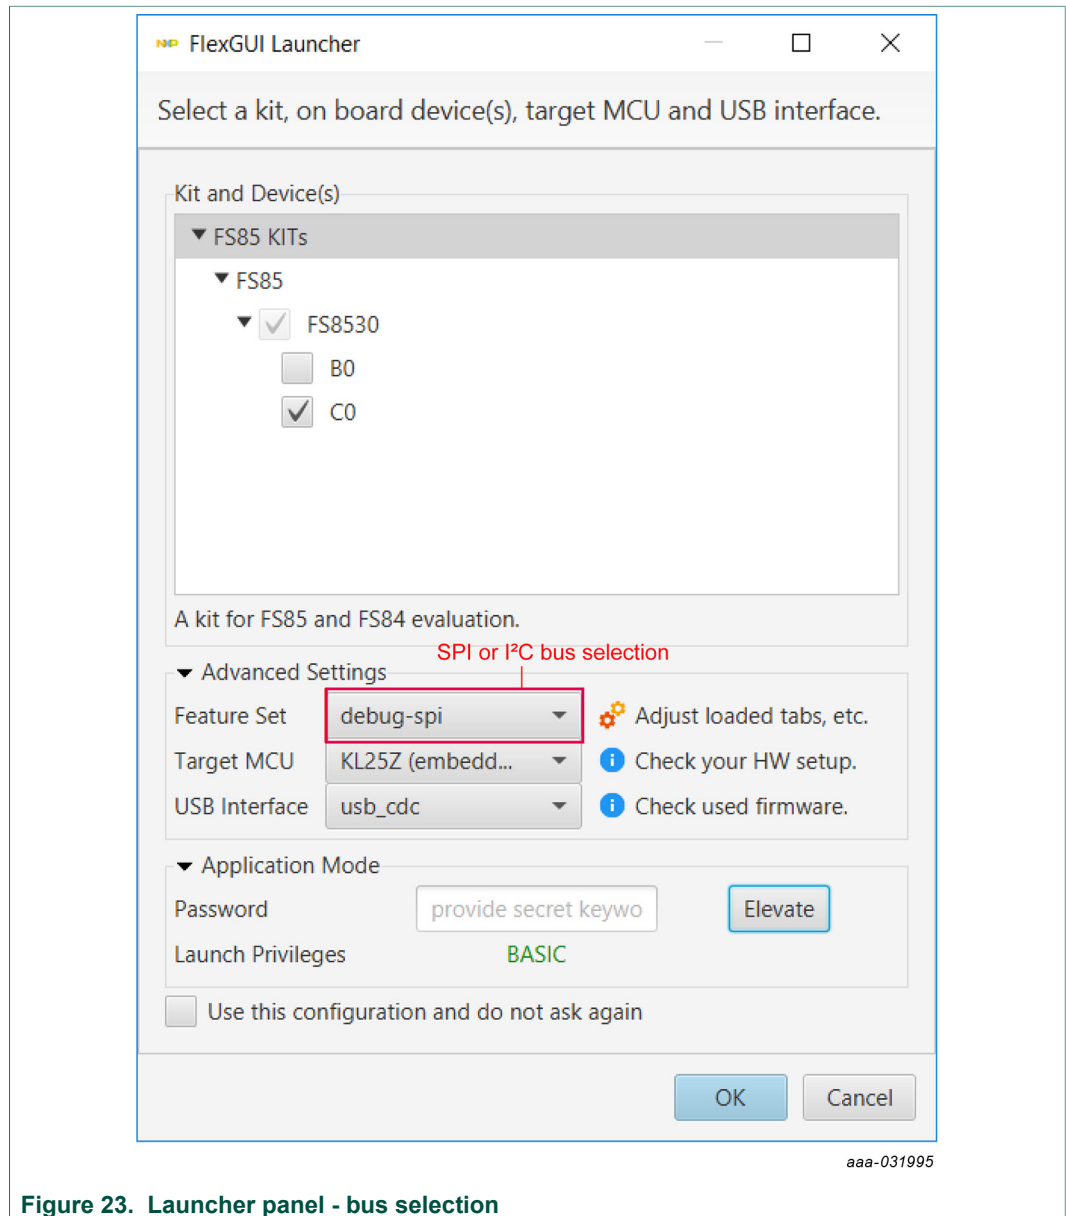 NXP FlexGUI Launcher
Select a kit, on board device(s), target MCU and USB interface.
Kit and Device(s)
FS85 KITs
FS85
FS8530
B0
C0
A kit for FS85 and FS84 evaluation.
SPI or I²C bus selection
Advanced Settings
Feature Set debug-spi Adjust loaded tabs, etc.
Target MCU KL25Z (embedd... Check your HW setup.
USB Interface usb_cdc Check used firmware.
Application Mode
Password provide secret keywo Elevate
Launch Privileges BASIC
Use this configuration and do not ask again
OK Cancel
aaa-031995
Figure 23. Launcher panel - bus selection